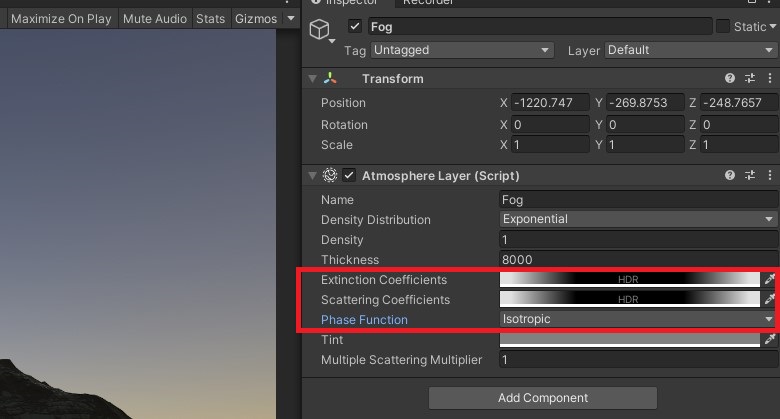 Inspector Recorder
Maximize On Play Mute Audio Stats Gizmos
Fog Static
Tag Untagged Layer Default
Transform
Position X -1220.747 Y -269.8753 Z -248.7657
Rotation X 0 Y 0 Z 0
Scale X 1 Y 1 Z 1
Atmosphere Layer (Script)
Name Fog
Density Distribution Exponential
Density 1
Thickness 8000
Extinction Coefficients HDR
Scattering Coefficients HDR
Phase Function Isotropic
Tint
Multiple Scattering Multiplier 1
Add Component